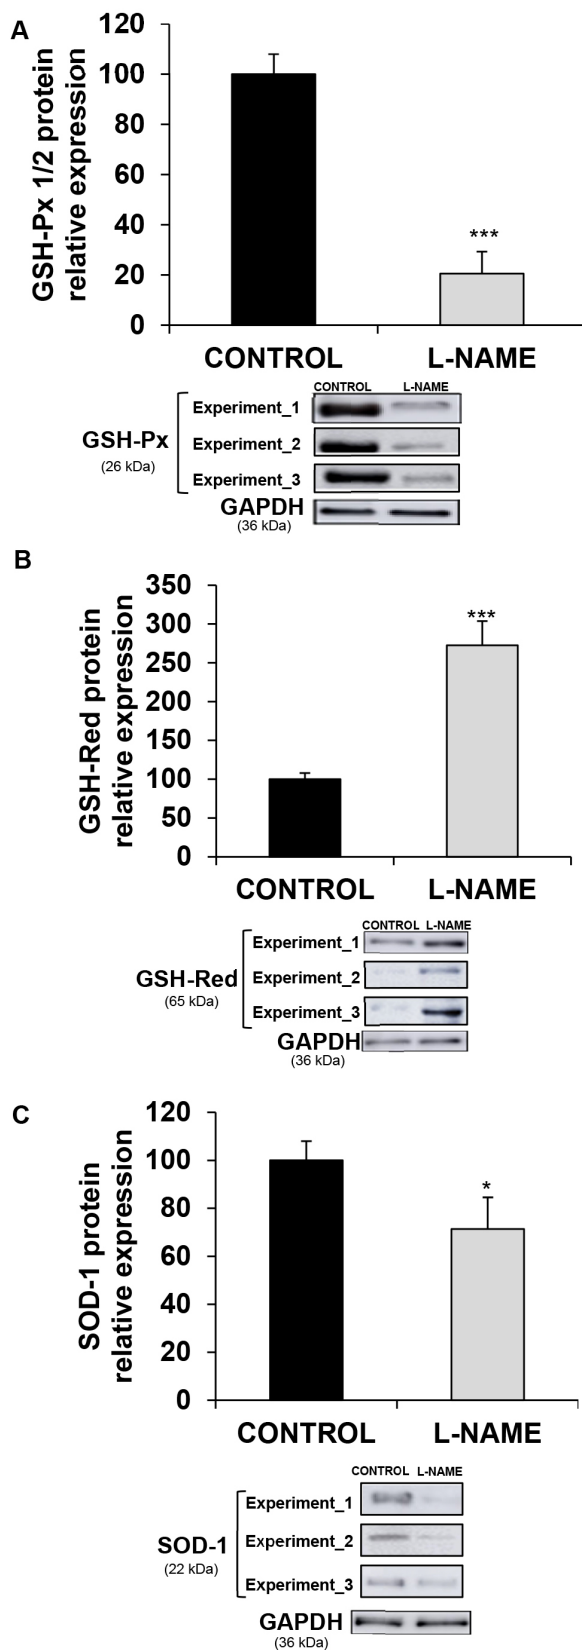 A
GSH-Px 1/2 protein
relative expression
120
100
80
60
40
20
0
***
CONTROL
L-NAME
CONTROL
L-NAME
GSH-Px
(26 kDa)
Experiment_1
Experiment_2
Experiment_3
GAPDH
(36 kDa)
B
GSH-Red protein
relative expression
350
300
250
200
150
100
50
0
***
CONTROL
L-NAME
CONTROL
L-NAME
GSH-Red
(65 kDa)
Experiment_1
Experiment_2
Experiment_3
GAPDH
(36 kDa)
C
SOD-1 protein
relative expression
120
100
80
60
40
20
0
*
CONTROL
L-NAME
CONTROL
L-NAME
SOD-1
(22 kDa)
Experiment_1
Experiment_2
Experiment_3
GAPDH
(36 kDa)